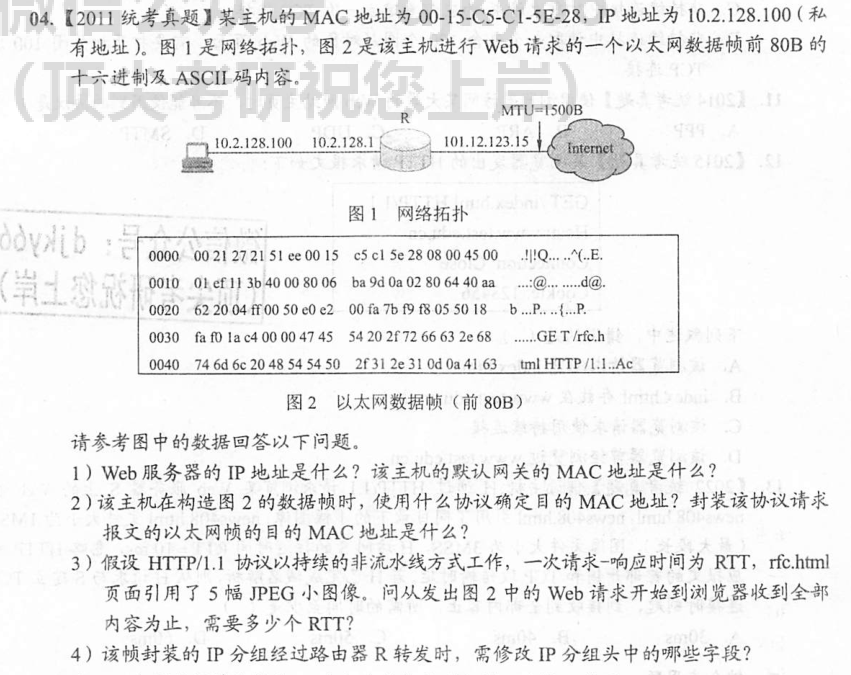 04.【2011 统考真题】某主机的 MAC 地址为 00-15-C5-C1-5E-28，IP 地址为 10.2.128.100（私
有地址）。图 1 是网络拓扑，图 2 是该主机进行 Web 请求的一个以太网数据帧前 80B 的
十六进制及 ASCII 码内容。
（顶尖考研祝您上岸）
R MTU=1500B
10.2.128.100 10.2.128.1 101.12.123.15 Internet
图 1 网络拓扑
0000 00 21 27 21 51 ee 00 15 c5 c1 5e 28 08 00 45 00 .!|!Q... ..^(..E.
0010 01 ef 11 3b 40 00 80 06 ba 9d 0a 02 80 64 40 aa ...:@... .....d@.
0020 62 20 04 ff 00 50 e0 e2 00 fa 7b f9 f8 05 50 18 b ...P.. ..{...P.
0030 fa f0 1a c4 00 00 47 45 54 20 2f 72 66 63 2e 68 ......GE T /rfc.h
0040 74 6d 6c 20 48 54 54 50 2f 31 2e 31 0d 0a 41 63 tml HTTP /1.1..Ac
图 2 以太网数据帧（前 80B）
请参考图中的数据回答以下问题。
1）Web 服务器的 IP 地址是什么？该主机的默认网关的 MAC 地址是什么？
2）该主机在构造图 2 的数据帧时，使用什么协议确定目的 MAC 地址？封装该协议请求
报文的以太网帧的目的 MAC 地址是什么？
3）假设 HTTP/1.1 协议以持续的非流水线方式工作，一次请求-响应时间为 RTT，rfc.html
页面引用了 5 幅 JPEG 小图像。问从发出图 2 中的 Web 请求开始到浏览器收到全部
内容为止，需要多少个 RTT？
4）该帧封装的 IP 分组经过路由器 R 转发时，需修改 IP 分组头中的哪些字段？